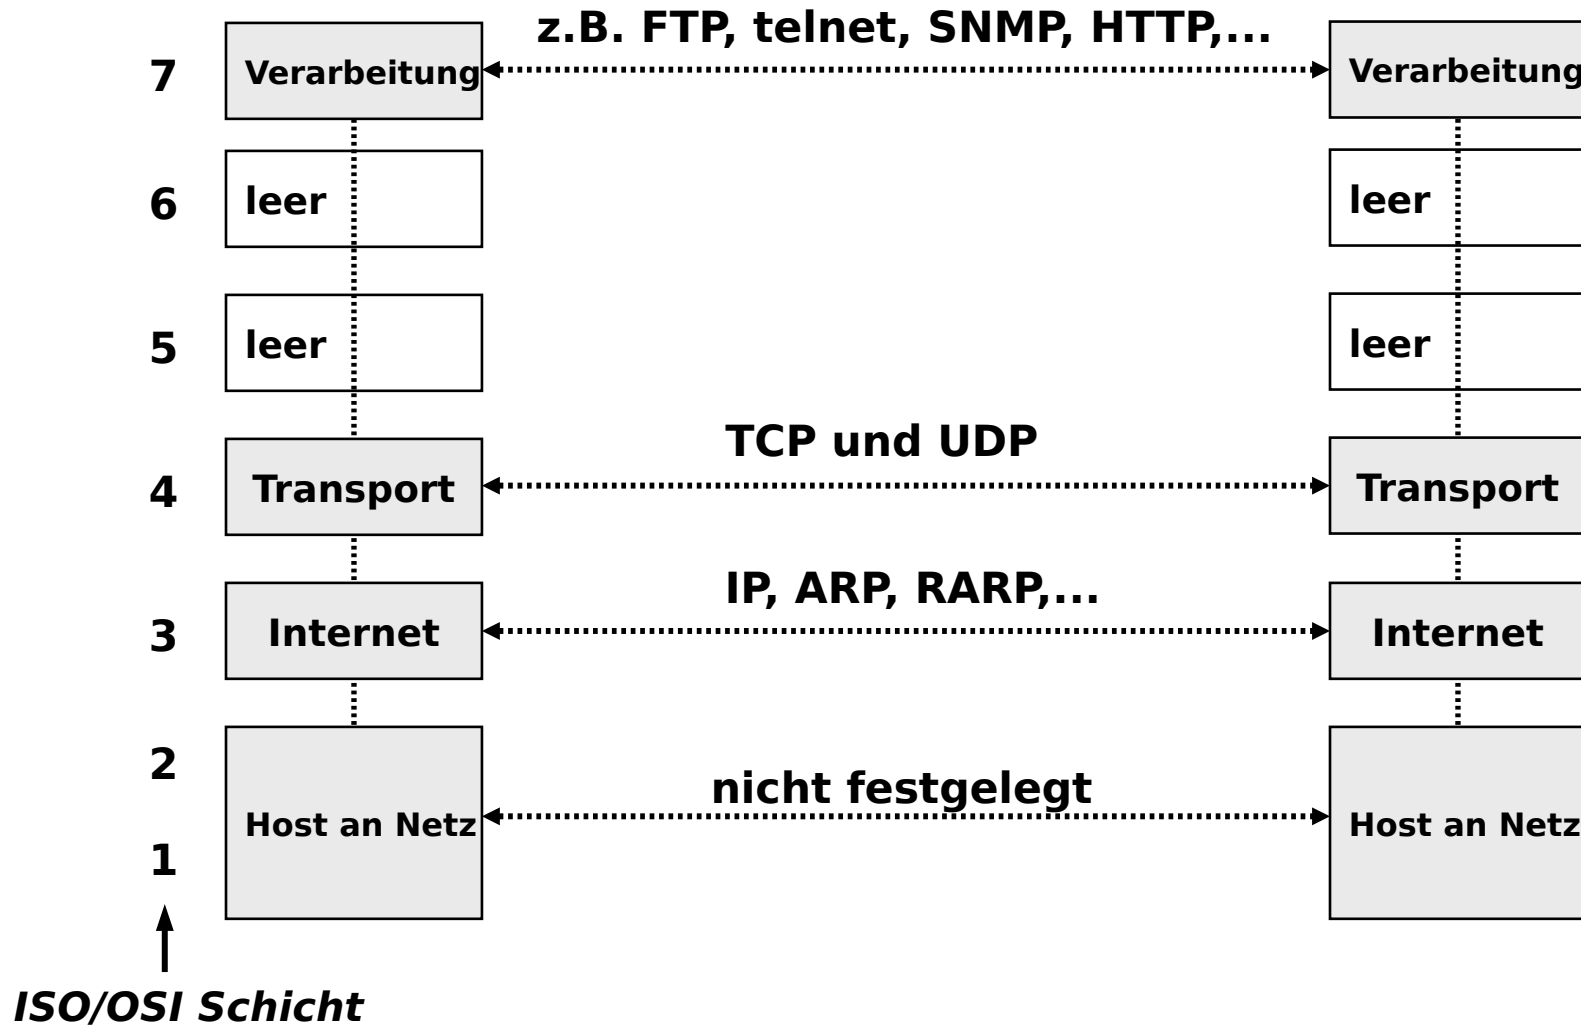 z.B. FTP, telnet, SNMP, HTTP,...
7 Verarbeitung Verarbeitung
6 leer leer
5 leer leer
TCP und UDP
4 Transport Transport
IP, ARP, RARP,...
3 Internet Internet
2
nicht festgelegt
Host an Netz Host an Netz
1
ISO/OSI Schicht